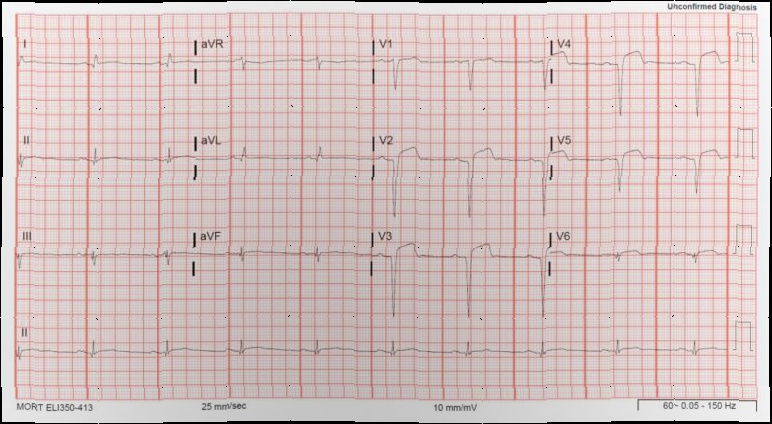 Unconfirmed Diagnosis
I aVR V1 V4
II aVL V2 V5
III aVF V3 V6
II
MORT ELI350-413 25 mm/sec 10 mm/mV 60~ 0.05 - 150 Hz